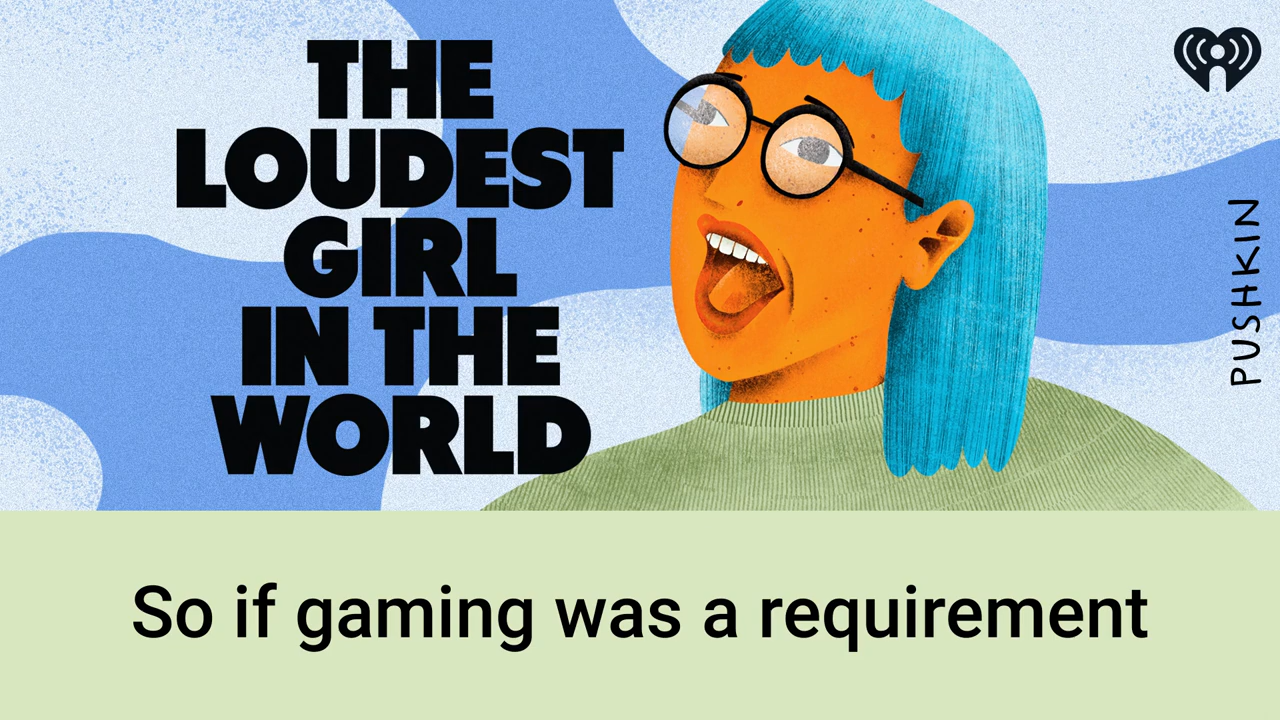 THE
LOUDEST
GIRL
IN THE
WORLD
PUSHKIN
So if gaming was a requirement